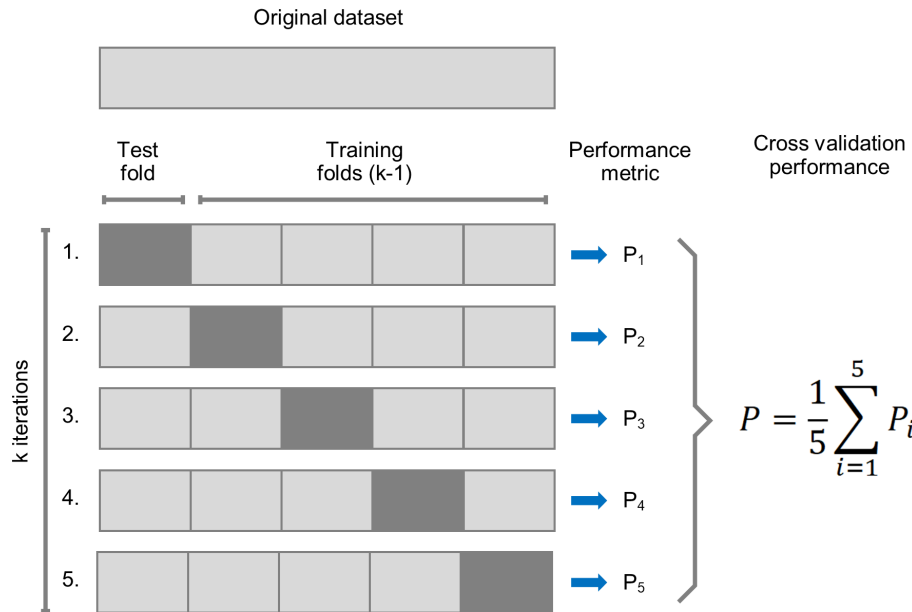 Original dataset
Test
fold
Training
folds (k-1)
Performance
metric
Cross validation
performance
k iterations
1.
P₁
2.
P₂
3.
P₃
4.
P₄
5.
P₅
P = 1/5 ∑_{i=1}^{5} P_i